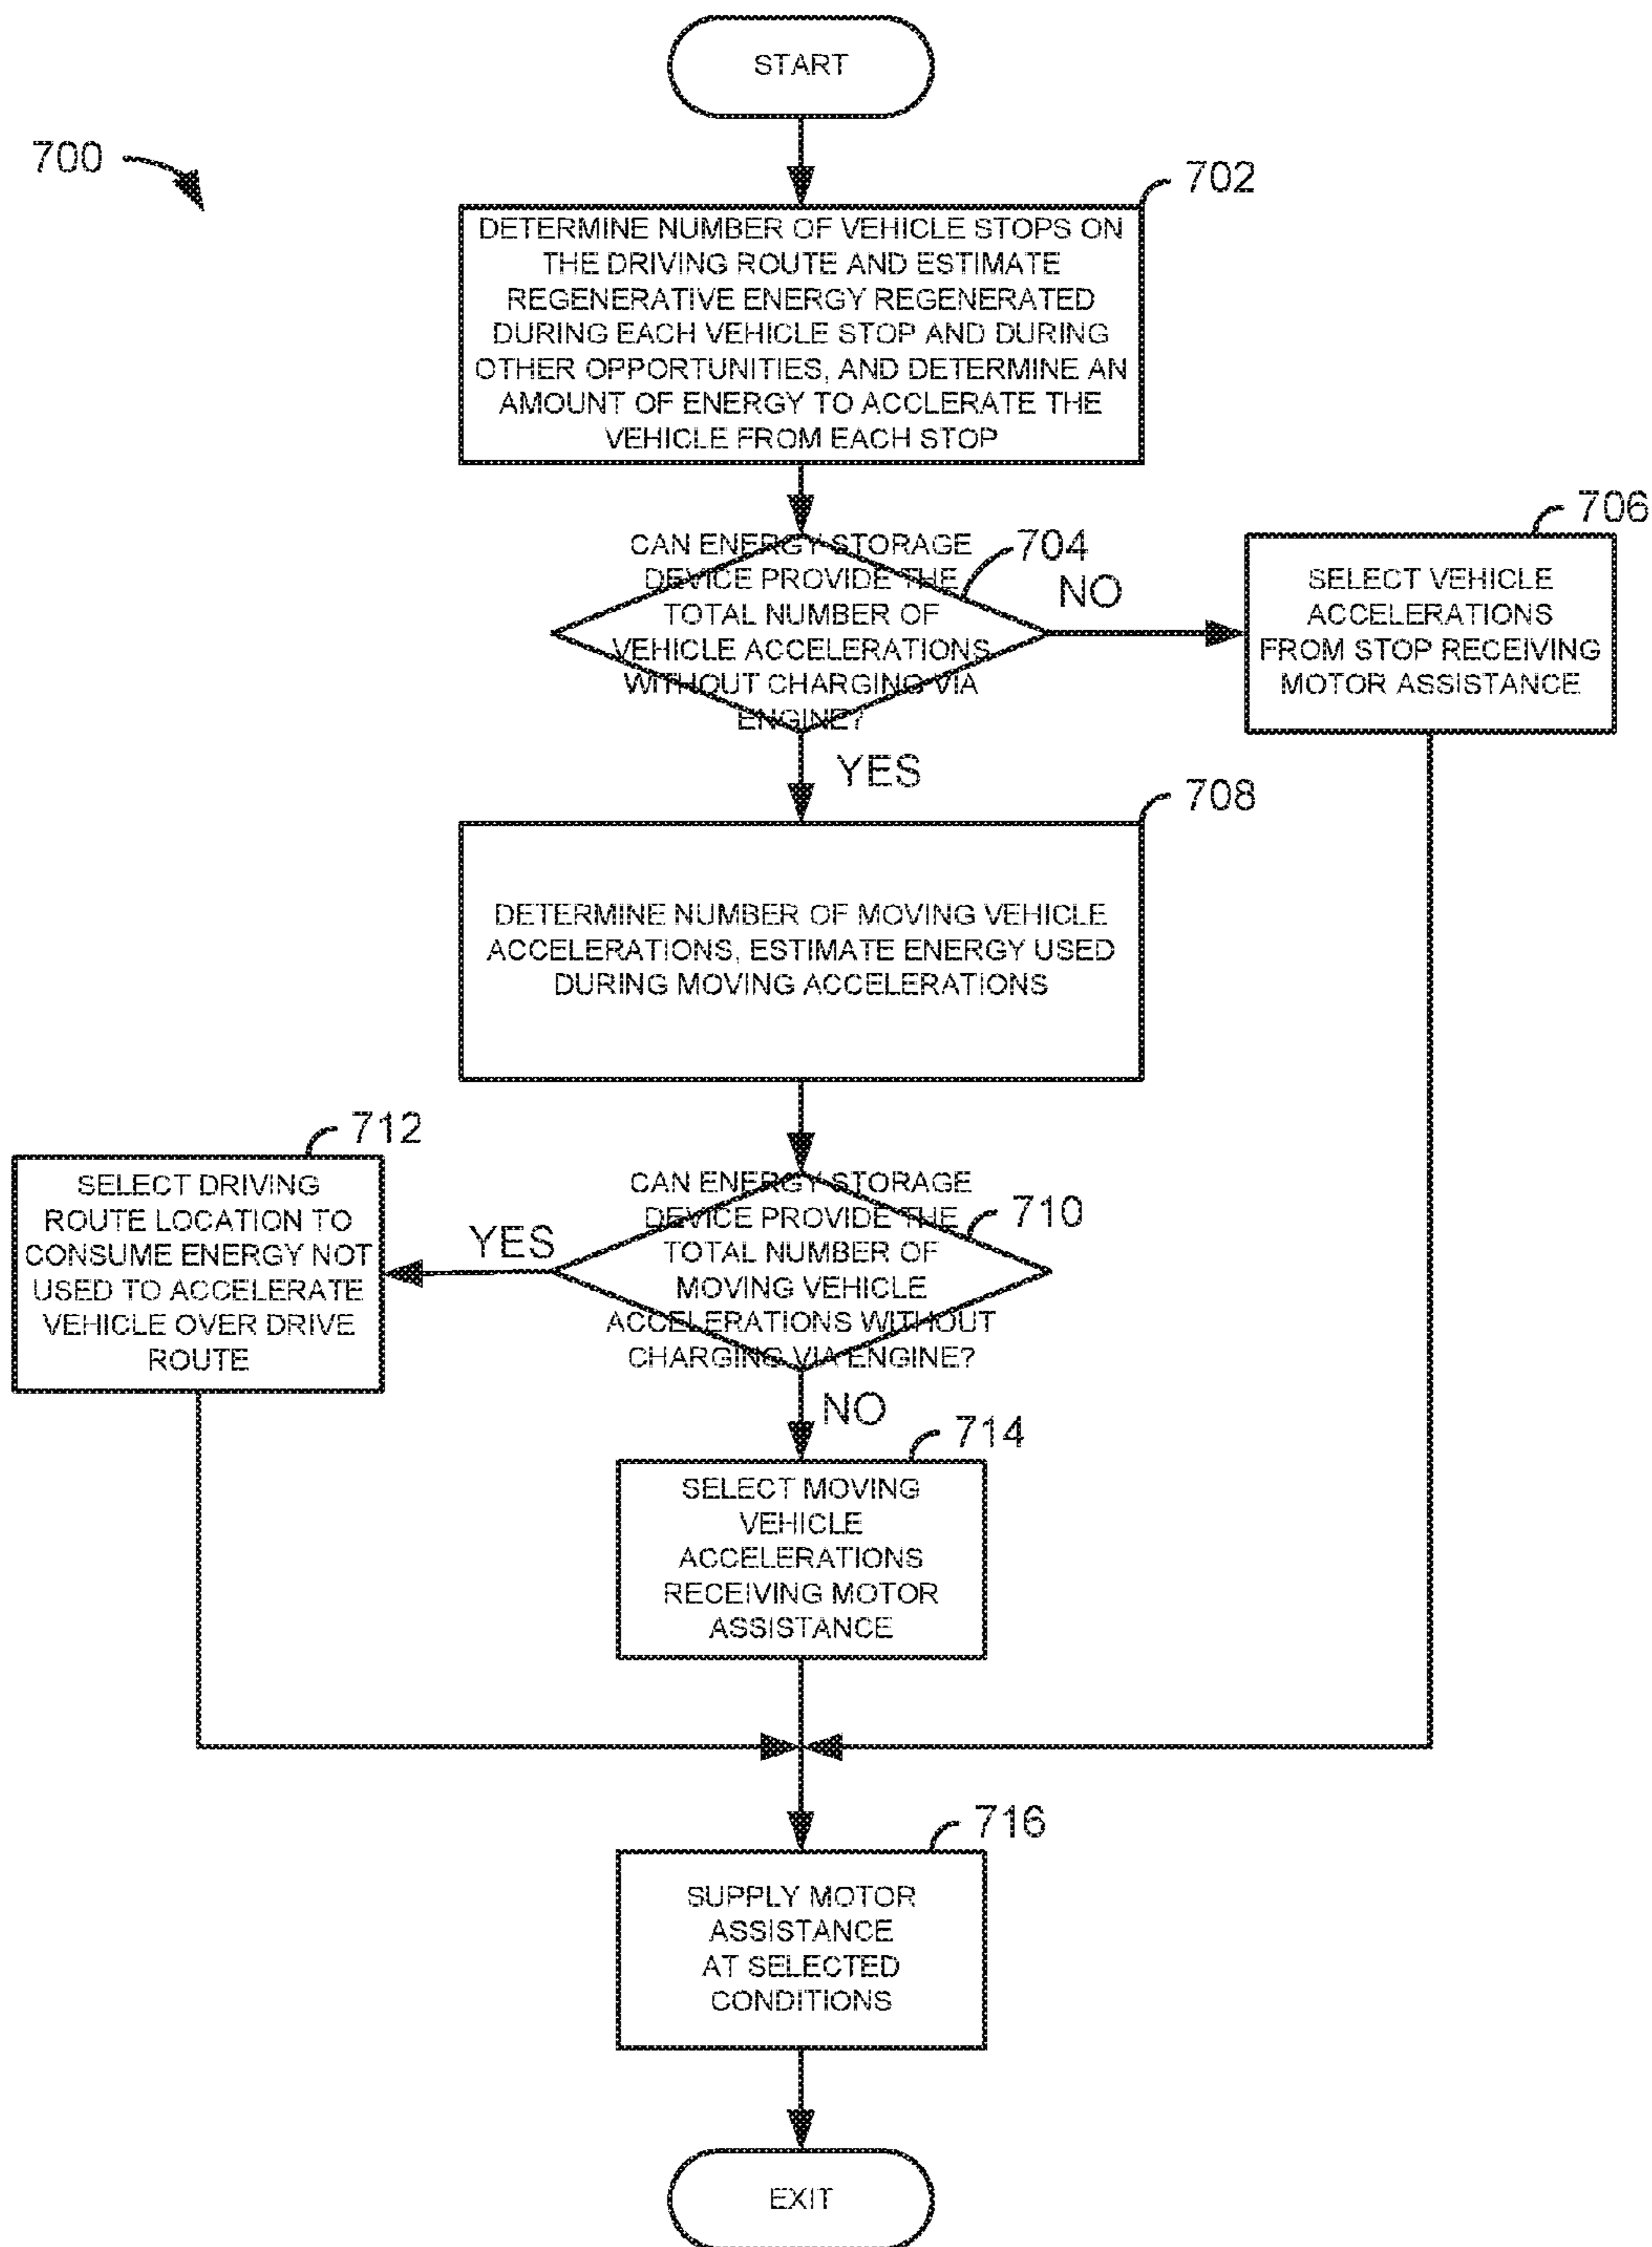 START
700
702
DETERMINE NUMBER OF VEHICLE STOPS ON
THE DRIVING ROUTE AND ESTIMATE
REGENERATIVE ENERGY REGENERATED
DURING EACH VEHICLE STOP AND DURING
OTHER OPPORTUNITIES, AND DETERMINE AN
AMOUNT OF ENERGY TO ACCLERATE THE
VEHICLE FROM EACH STOP
704
CAN ENERGY STORAGE
DEVICE PROVIDE THE
TOTAL NUMBER OF
VEHICLE ACCELERATIONS
WITHOUT CHARGING VIA
ENGINE?
NO
706
SELECT VEHICLE
ACCELERATIONS
FROM STOP RECEIVING
MOTOR ASSISTANCE
YES
708
DETERMINE NUMBER OF MOVING VEHICLE
ACCELERATIONS, ESTIMATE ENERGY USED
DURING MOVING ACCELERATIONS
710
CAN ENERGY STORAGE
DEVICE PROVIDE THE
TOTAL NUMBER OF
MOVING VEHICLE
ACCELERATIONS WITHOUT
CHARGING VIA ENGINE?
YES
712
SELECT DRIVING
ROUTE LOCATION TO
CONSUME ENERGY NOT
USED TO ACCELERATE
VEHICLE OVER DRIVE
ROUTE
NO
714
SELECT MOVING
VEHICLE
ACCELERATIONS
RECEIVING MOTOR
ASSISTANCE
716
SUPPLY MOTOR
ASSISTANCE
AT SELECTED
CONDITIONS
EXIT